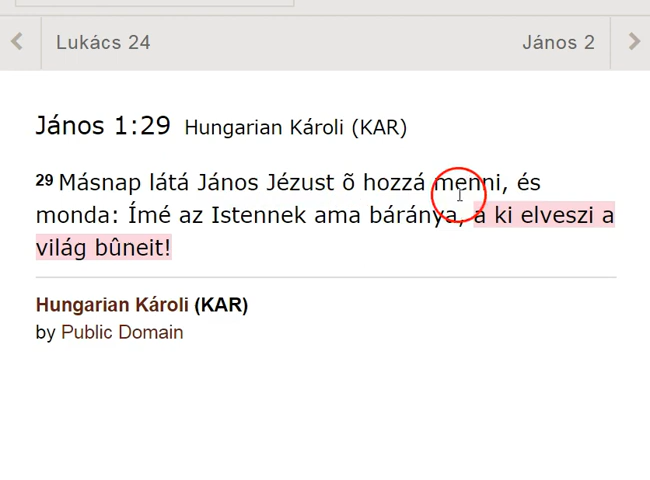 Lukács 24
János 2
János 1:29 Hungarian Károli (KAR)
29 Másnap látá János Jézust õ hozzá menni, és
monda: Ímé az Istennek ama báránya, a ki elveszi a
világ bûneit!
Hungarian Károli (KAR)
by Public Domain